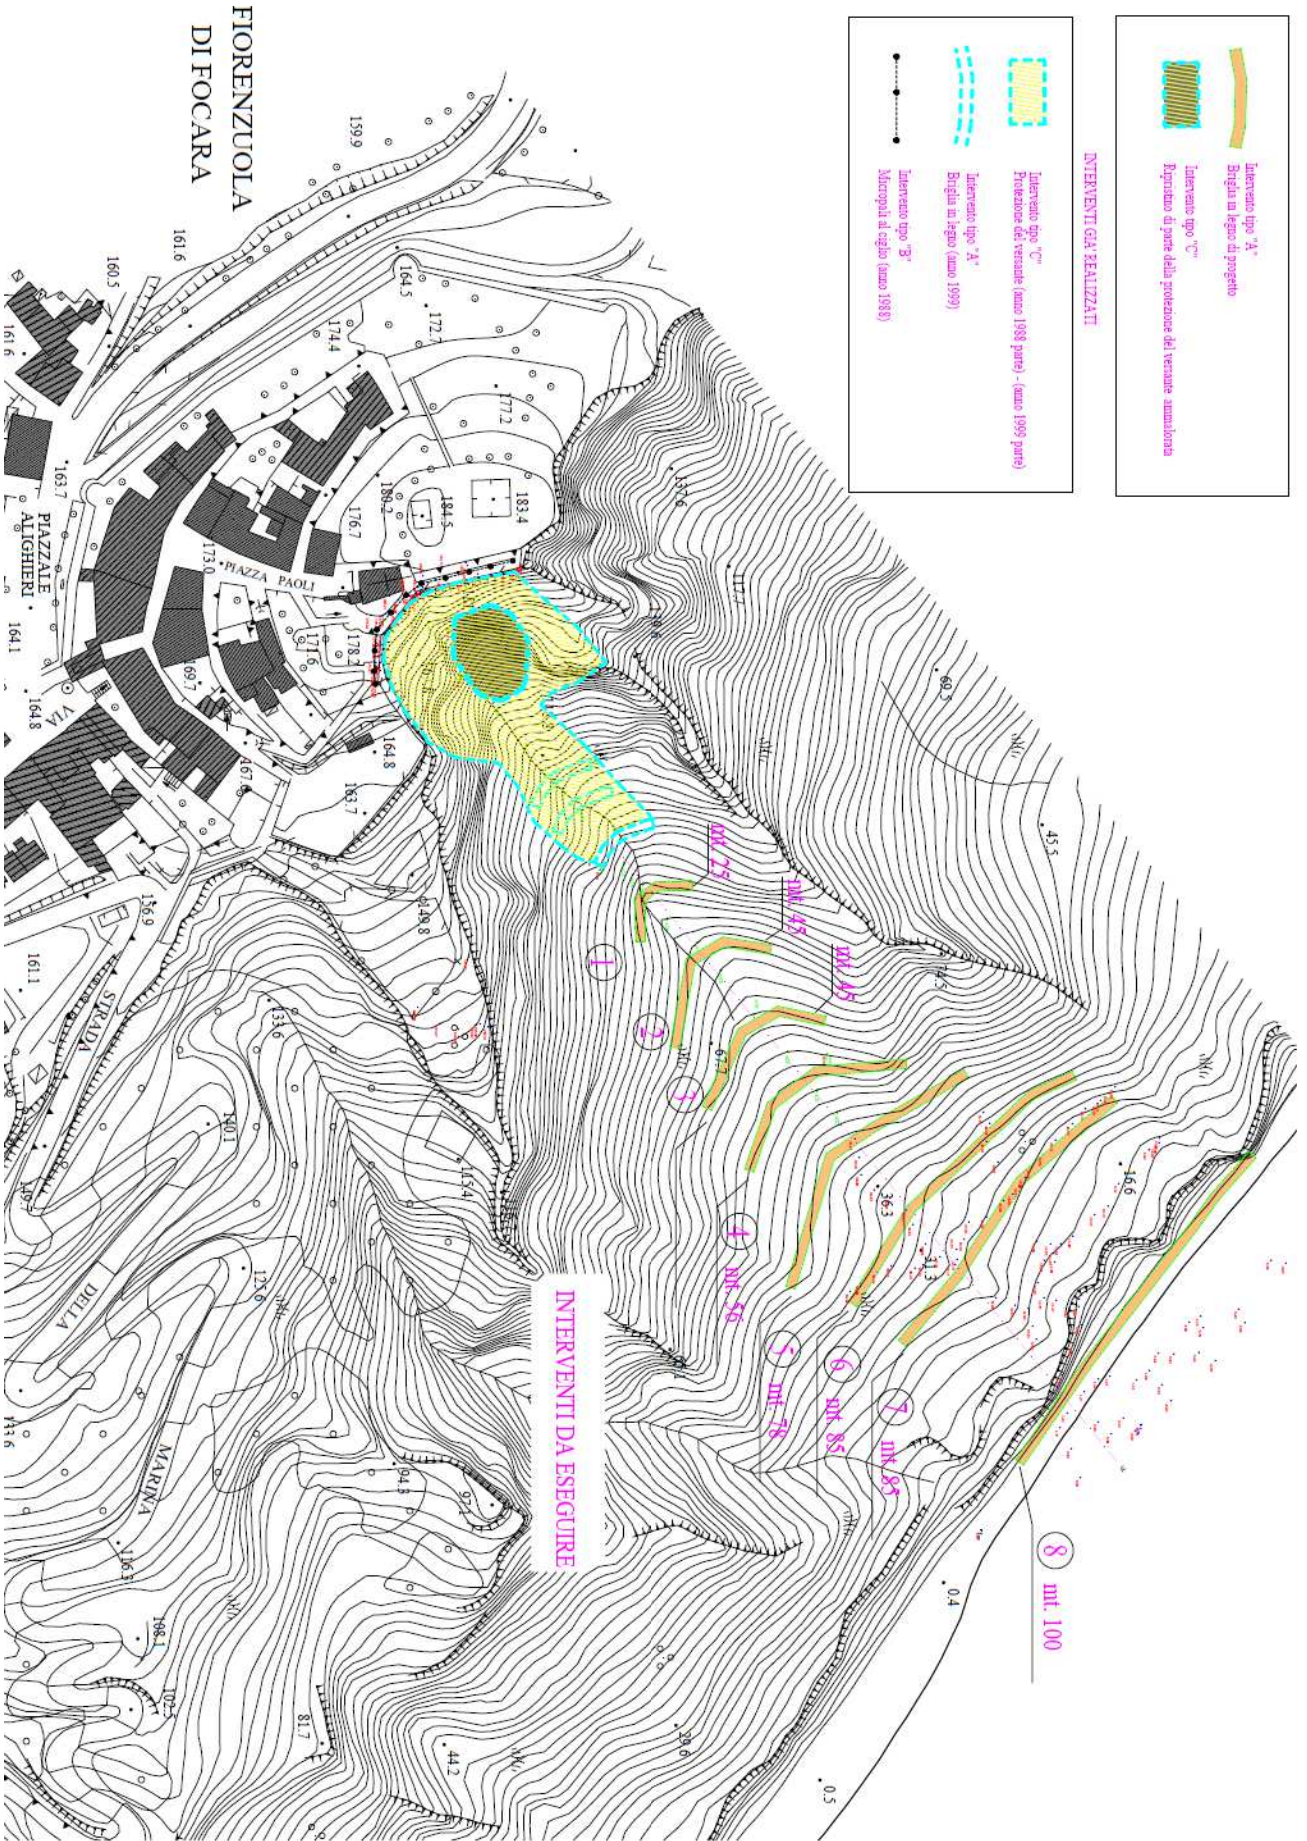 Intervento tipo "A"
Briglia in legno di progetto
Intervento tipo "C"
Ripristino di parte della protezione del versante ammalorata
INTERVENTI GIA' REALIZZATI
Intervento tipo "C"
Protezione del versante (anno 1988 parte) - (anno 1999 parte)
Intervento tipo "A"
Briglia in legno (anno 1999)
Intervento tipo "B"
Micropali al ciglio (anno 1988)
FIORENZUOLA
DI FOCARA
159.9
161.6
160.5
161.6
164.5
172.7
174.4
177.2
183.4
184.5
180.2
176.7
137.6
117.7
69.5
45.5
163.7
PIAZZALE
ALIGHIERI
164.1
173.0
PIAZZA PAOLI
178.2
171.6
169.7
VIA
164.8
164.8
163.7
156.9
161.1
149.8
133.6
STRADA
DELLA
MARINA
140.1
115.4
74.5
67.7
36.3
31.3
16.6
mt. 25
mt. 45
mt. 45
1
2
3
4 mt. 56
5 mt. 78
6 mt. 85
7 mt. 85
8 mt. 100
INTERVENTI DA ESEGUIRE
133.6
94.3
97.1
116.3
108.1
81.7
44.2
0.4
0.5